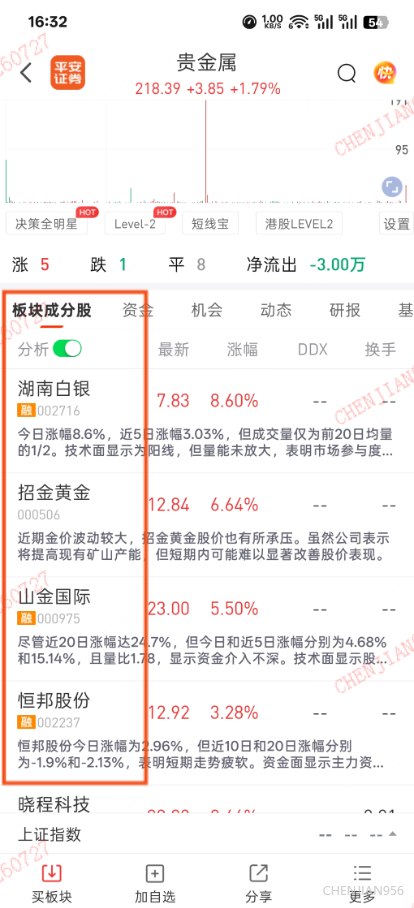 16:32
1.00 KB/S 5G 5G 54
平安证券
贵金属
快
218.39 +3.85 +1.79%
191
95
决策全明星 HOT Level-2 HOT 短线宝 港股LEVEL2 设置
涨 5 跌 1 平 8 净流出 -3.00万
板块成分股 资金 机会 动态 研报 基
分析 最新 涨幅 DDX 换手
湖南白银 7.83 8.60% -- --
融 002716
今日涨幅8.6%，近5日涨幅3.03%，但成交量仅为前20日均量
的1/2。技术面显示为阳线，但量能未放大，表明市场参与度...
招金黄金 12.84 6.64% -- --
000506
近期金价波动较大，招金黄金股价也有所承压。虽然公司表示
将提高现有矿山产能，但短期内可能难以显著改善股价表现。
山金国际 23.00 5.50% -- --
融 000975
尽管近20日涨幅达24.7%，但今日和近5日涨幅分别为4.68%
和15.14%，且量比1.78，显示资金介入不深。技术面显示股...
恒邦股份 12.92 3.28% -- --
融 002237
恒邦股份今日涨幅为2.96%，但近10日和20日涨幅分别
为-1.9%和-2.13%，表明短期走势疲软。资金面显示主力资...
晓程科技
上证指数 -- -- --
买板块 加自选 分享 更多
CHENJIAN956
60727
CHENJIAN
CHENJIANS
60727
CHENJIANS
60727